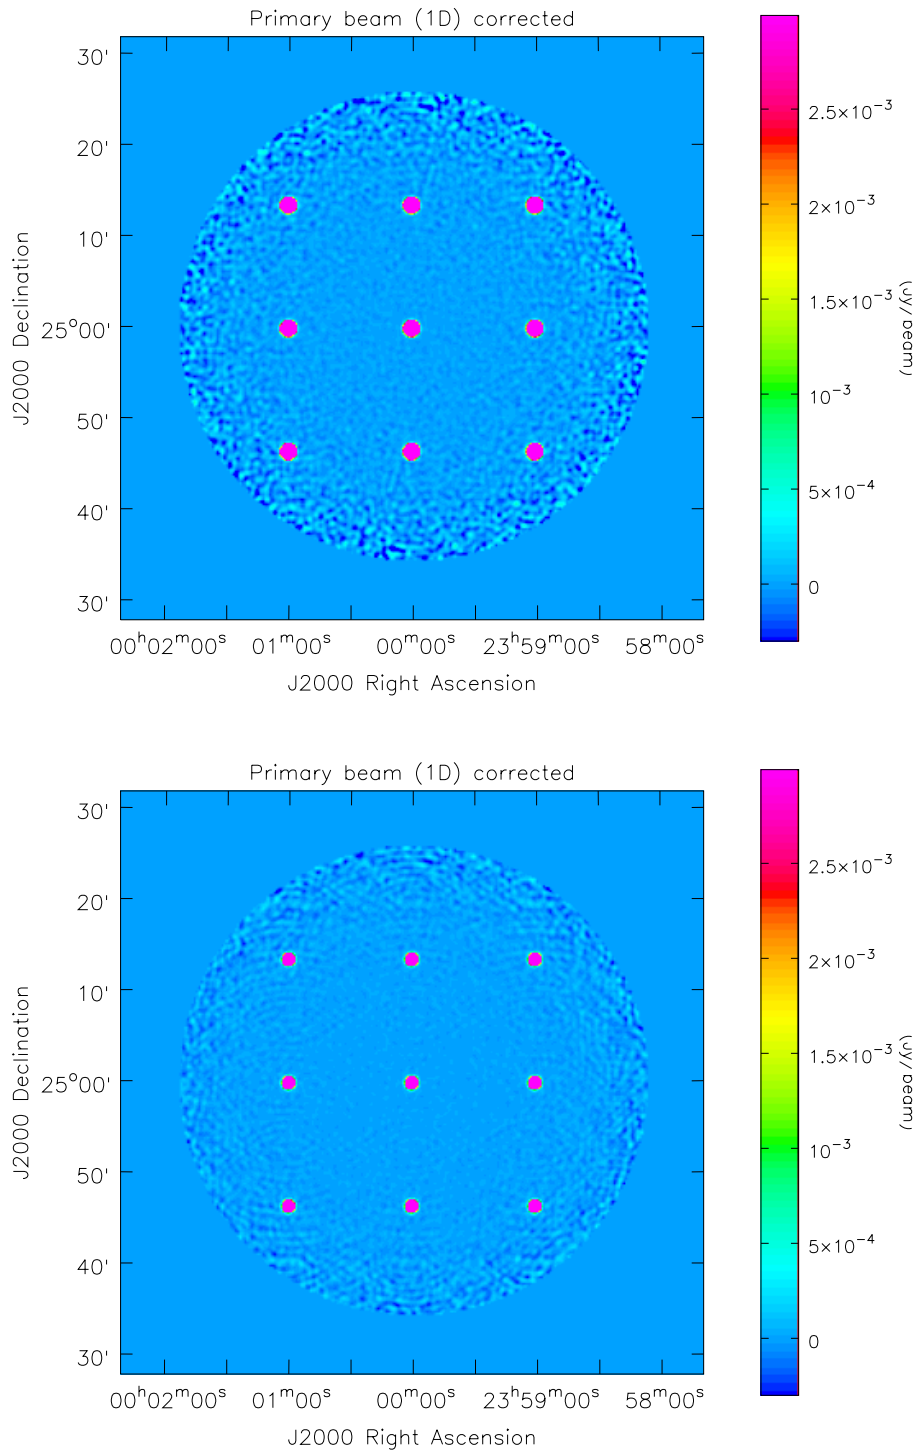 Primary beam (1D) corrected
30'
20'
10'
25°00'
50'
40'
30'
J2000 Declination
00ʰ02ᵐ00ˢ 01ᵐ00ˢ 00ᵐ00ˢ 23ʰ59ᵐ00ˢ 58ᵐ00ˢ
J2000 Right Ascension
2.5×10⁻³
2×10⁻³
1.5×10⁻³
10⁻³
5×10⁻⁴
0
(Jy/beam)
Primary beam (1D) corrected
30'
20'
10'
25°00'
50'
40'
30'
J2000 Declination
00ʰ02ᵐ00ˢ 01ᵐ00ˢ 00ᵐ00ˢ 23ʰ59ᵐ00ˢ 58ᵐ00ˢ
J2000 Right Ascension
2.5×10⁻³
2×10⁻³
1.5×10⁻³
10⁻³
5×10⁻⁴
0
(Jy/beam)